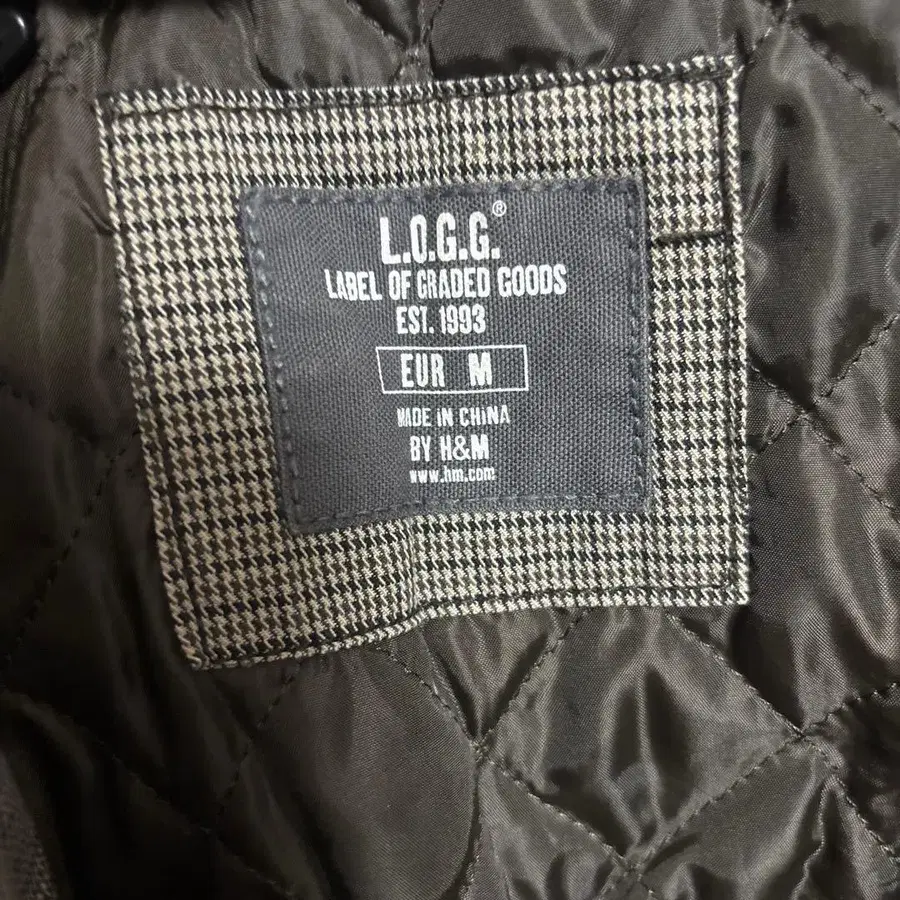 L.O.G.G.®
LABEL OF GRADED GOODS
EST. 1993
EUR M
MADE IN CHINA
BY H&M
www.hm.com